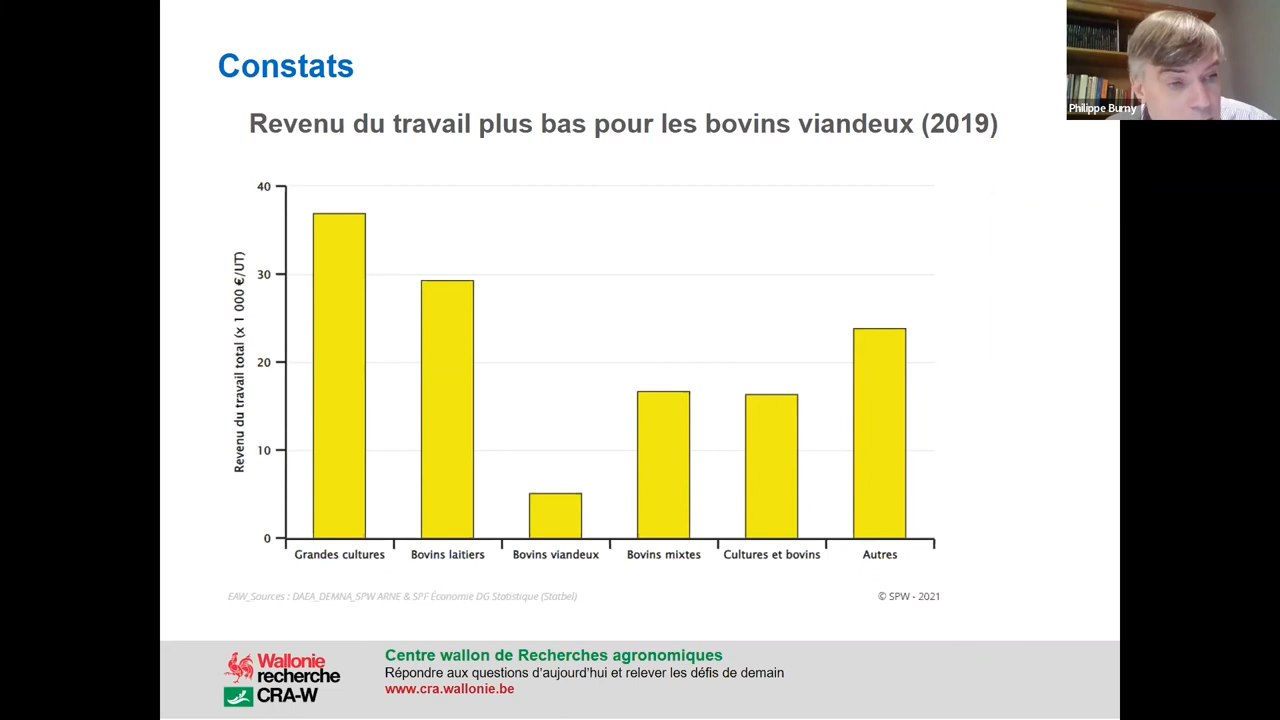 Constats
Philippe Burny
Revenu du travail plus bas pour les bovins viandeux (2019)
Revenu du travail total (x 1 000 €/UT)
40
30
20
10
0
Grandes cultures
Bovins laitiers
Bovins viandeux
Bovins mixtes
Cultures et bovins
Autres
EAW_Sources : DAEA_DEMNA_SPW ARNE & SPF Économie DG Statistique (Statbel)
© SPW - 2021
Wallonie
recherche
CRA-W
Centre wallon de Recherches agronomiques
Répondre aux questions d'aujourd'hui et relever les défis de demain
www.cra.wallonie.be